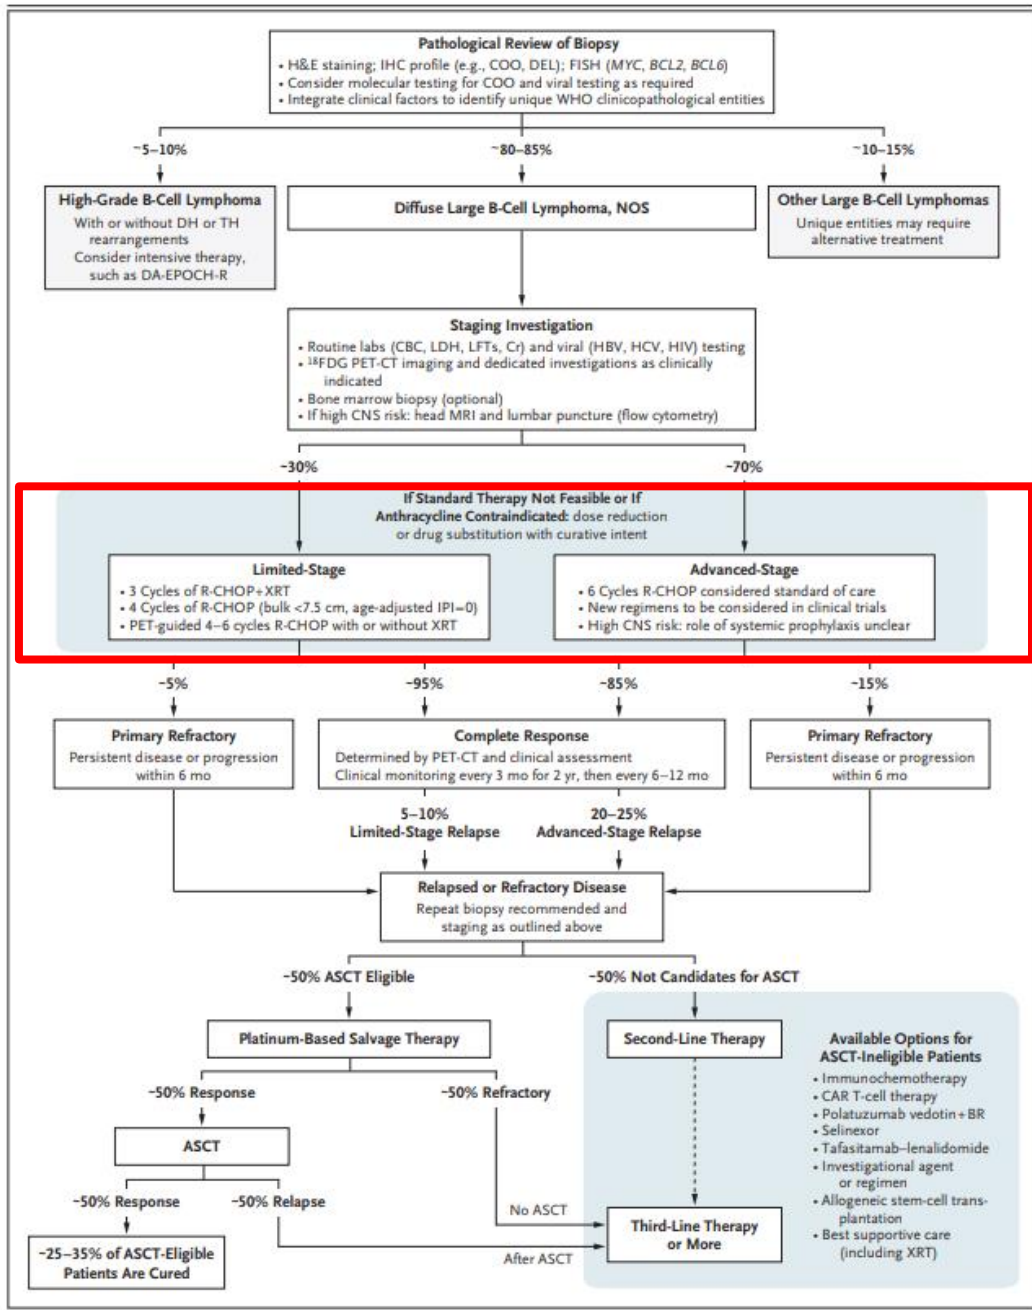 Pathological Review of Biopsy
• H&E staining; IHC profile (e.g., COO, DEL); FISH (MYC, BCL2, BCL6)
• Consider molecular testing for COO and viral testing as required
• Integrate clinical factors to identify unique WHO clinicopathological entities
~5–10%
~80–85%
~10–15%
High-Grade B-Cell Lymphoma
With or without DH or TH
rearrangements
Consider intensive therapy,
such as DA-EPOCH-R
Diffuse Large B-Cell Lymphoma, NOS
Other Large B-Cell Lymphomas
Unique entities may require
alternative treatment
Staging Investigation
• Routine labs (CBC, LDH, LFTs, Cr) and viral (HBV, HCV, HIV) testing
• ¹⁸FDG PET-CT imaging and dedicated investigations as clinically
indicated
• Bone marrow biopsy (optional)
• If high CNS risk: head MRI and lumbar puncture (flow cytometry)
~30%
~70%
If Standard Therapy Not Feasible or If
Anthracycline Contraindicated: dose reduction
or drug substitution with curative intent
Limited-Stage
• 3 Cycles of R-CHOP+XRT
• 4 Cycles of R-CHOP (bulk <7.5 cm, age-adjusted IPI=0)
• PET-guided 4–6 cycles R-CHOP with or without XRT
Advanced-Stage
• 6 Cycles R-CHOP considered standard of care
• New regimens to be considered in clinical trials
• High CNS risk: role of systemic prophylaxis unclear
~5%
~95%
~85%
~15%
Primary Refractory
Persistent disease or progression
within 6 mo
Complete Response
Determined by PET-CT and clinical assessment
Clinical monitoring every 3 mo for 2 yr, then every 6–12 mo
Primary Refractory
Persistent disease or progression
within 6 mo
5–10%
Limited-Stage Relapse
20–25%
Advanced-Stage Relapse
Relapsed or Refractory Disease
Repeat biopsy recommended and
staging as outlined above
~50% ASCT Eligible
~50% Not Candidates for ASCT
Platinum-Based Salvage Therapy
Second-Line Therapy
Available Options for
ASCT-Ineligible Patients
• Immunochemotherapy
• CAR T-cell therapy
• Polatuzumab vedotin+BR
• Selinexor
• Tafasitamab–lenalidomide
• Investigational agent
or regimen
• Allogeneic stem-cell trans-
plantation
• Best supportive care
(including XRT)
~50% Response
~50% Refractory
ASCT
~50% Response
~50% Relapse
No ASCT
After ASCT
Third-Line Therapy
or More
~25–35% of ASCT-Eligible
Patients Are Cured